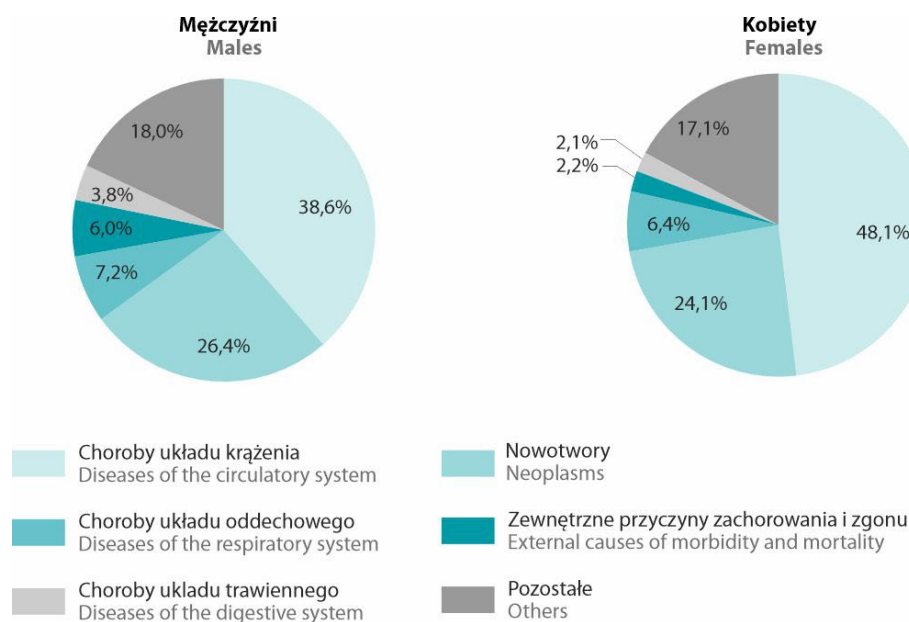 Mężczyźni
Males
18,0%
38,6%
3,8%
6,0%
7,2%
26,4%
Kobiety
Females
17,1%
2,1%
2,2%
6,4%
48,1%
24,1%
Choroby układu krążenia
Diseases of the circulatory system
Nowotwory
Neoplasms
Choroby układu oddechowego
Diseases of the respiratory system
Zewnętrzne przyczyny zachorowania i zgonu
External causes of morbidity and mortality
Choroby układu trawiennego
Diseases of the digestive system
Pozostałe
Others